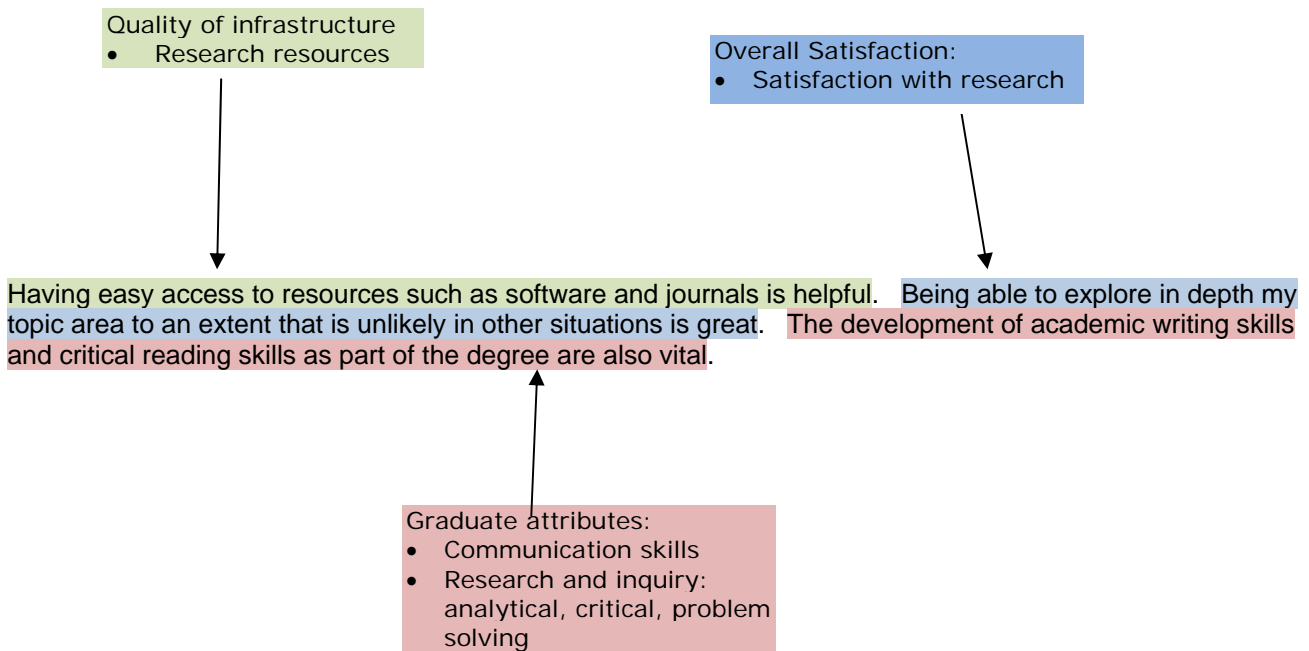 Quality of infrastructure
• Research resources
Overall Satisfaction:
• Satisfaction with research
Having easy access to resources such as software and journals is helpful. Being able to explore in depth my
topic area to an extent that is unlikely in other situations is great. The development of academic writing skills
and critical reading skills as part of the degree are also vital.
Graduate attributes:
• Communication skills
• Research and inquiry:
analytical, critical, problem
solving